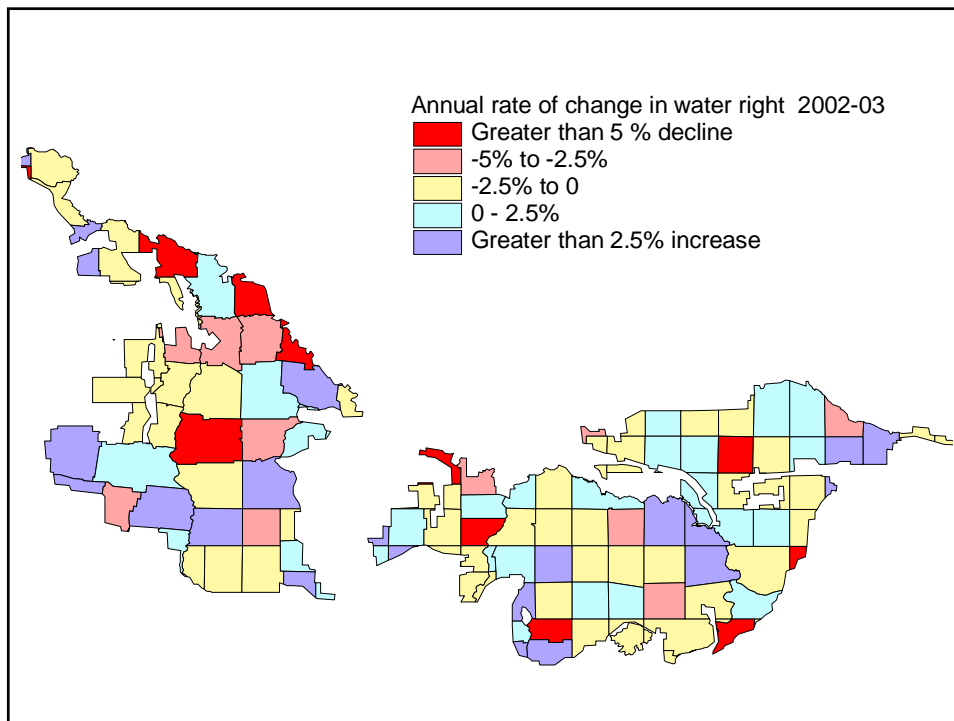 Annual rate of change in water right 2002-03
Greater than 5 % decline
-5% to -2.5%
-2.5% to 0
0 - 2.5%
Greater than 2.5% increase